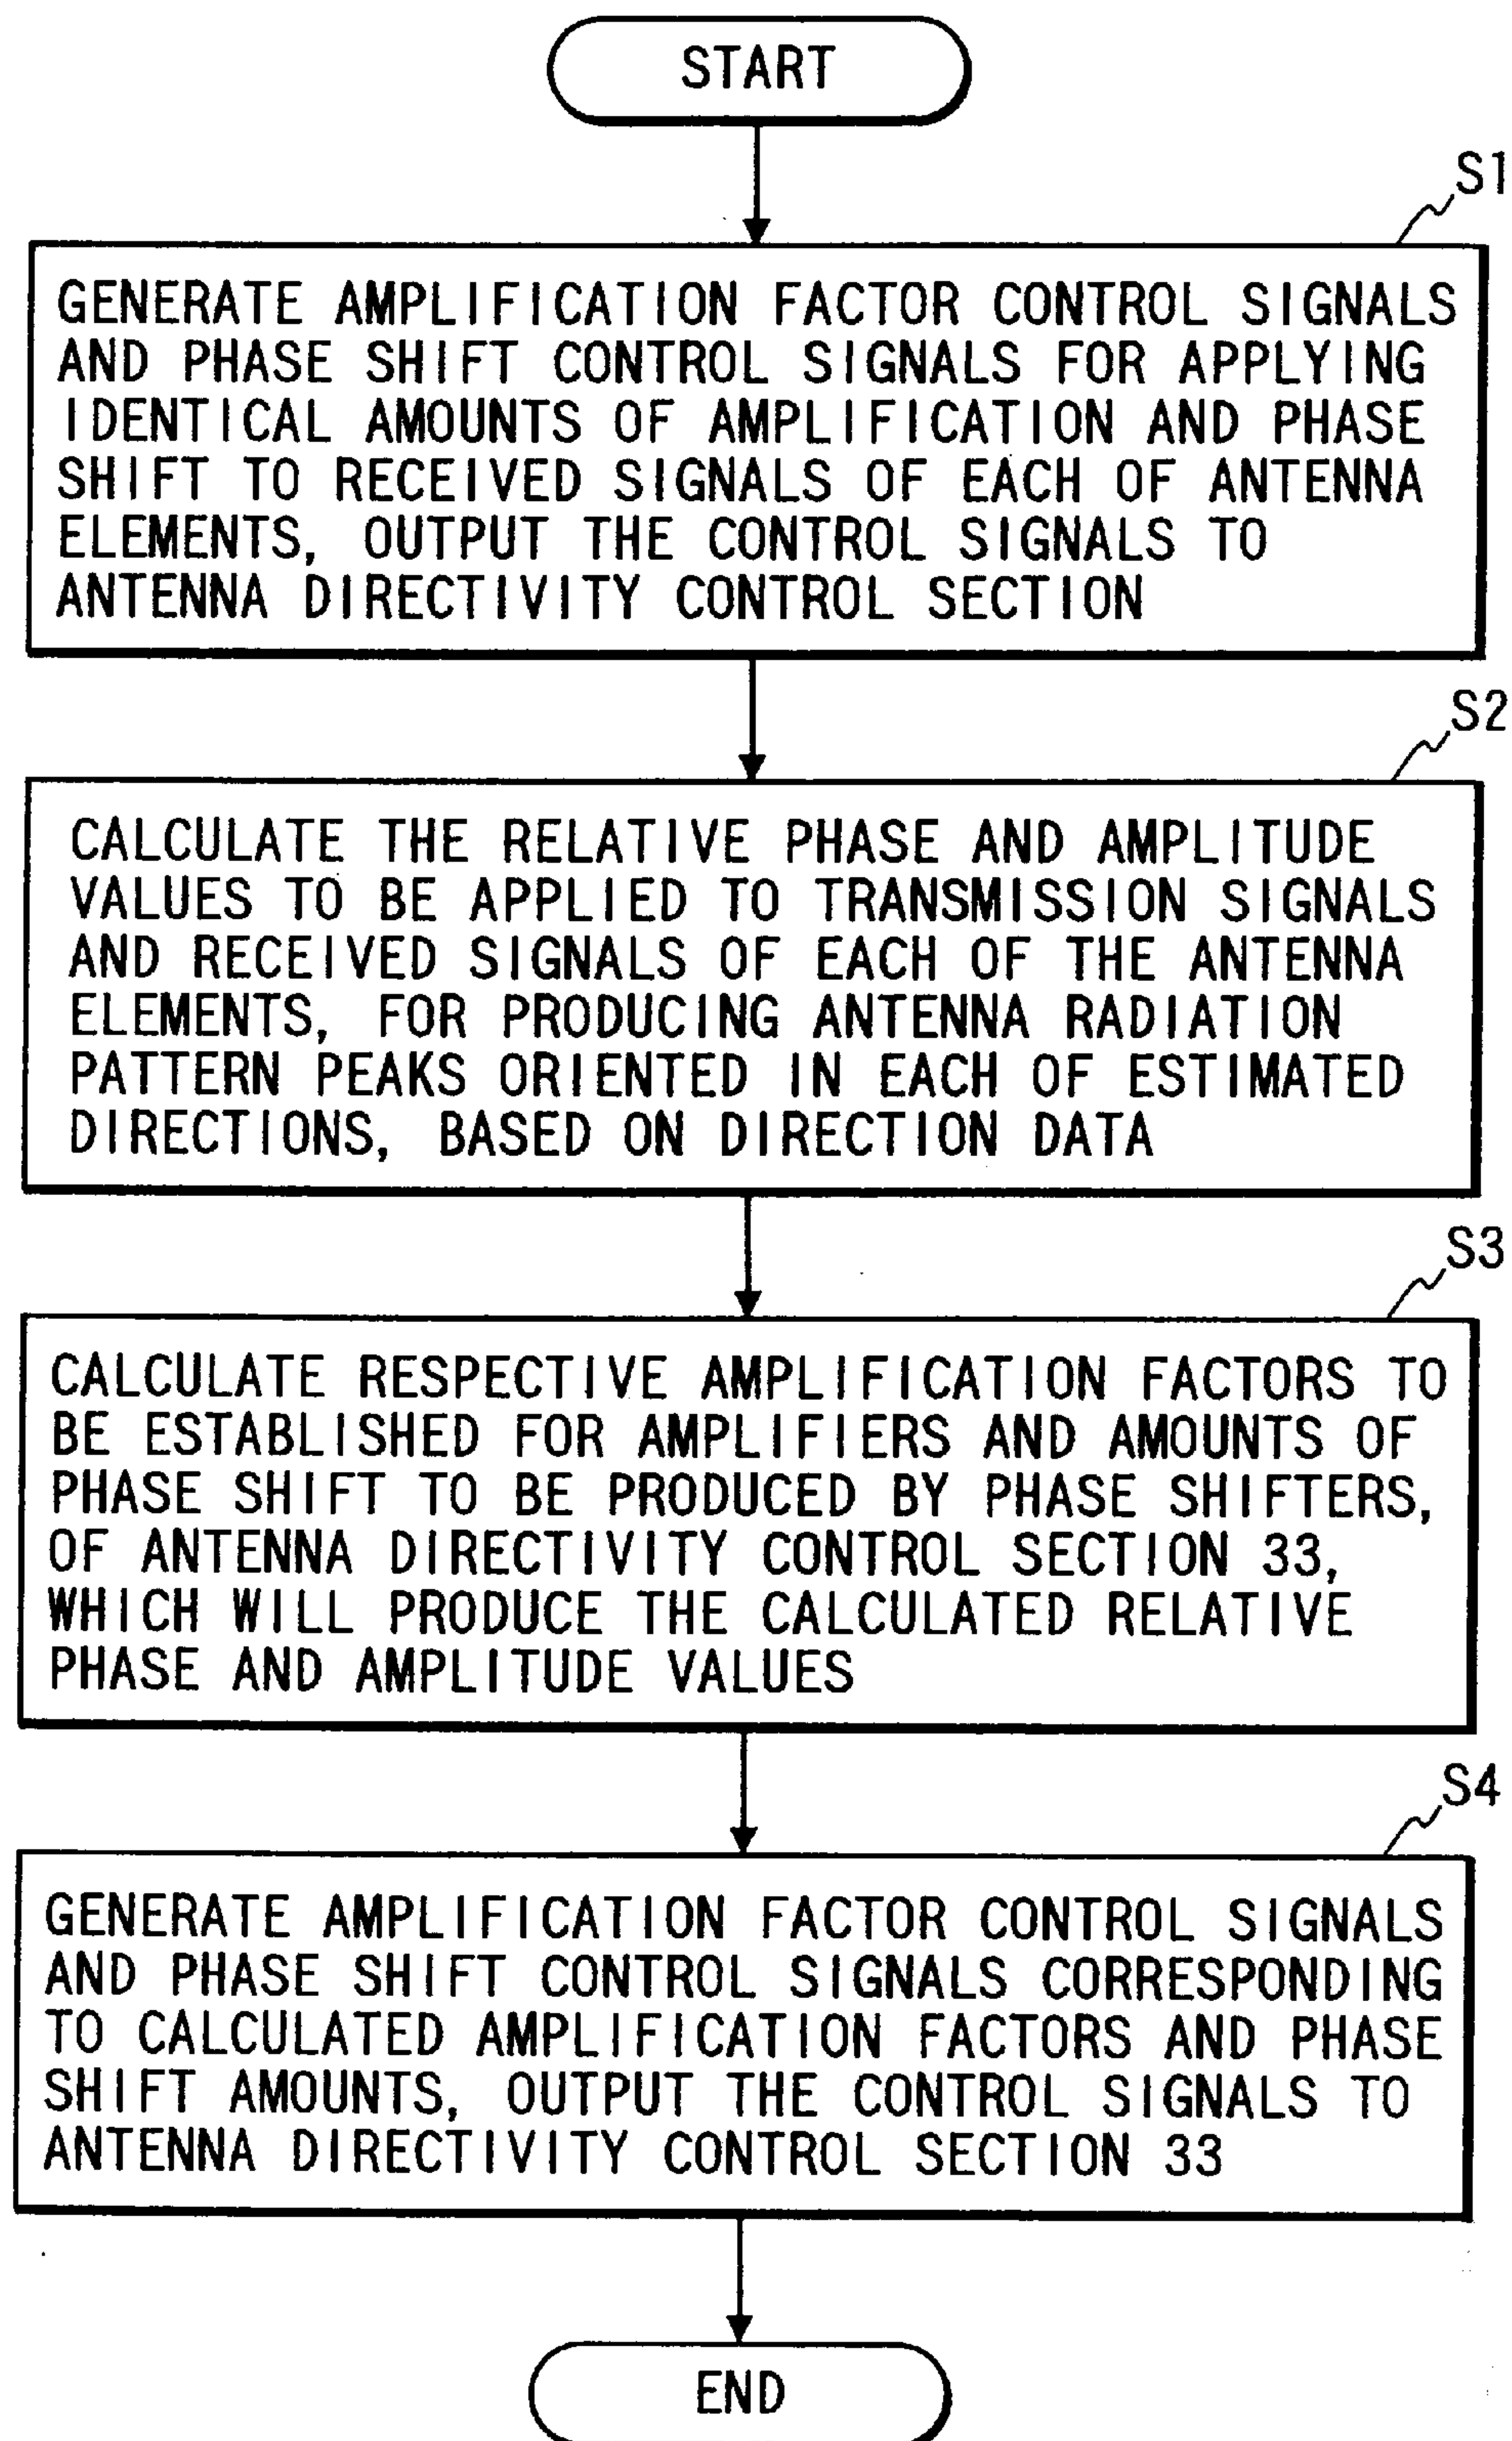 START
S1
GENERATE AMPLIFICATION FACTOR CONTROL SIGNALS
AND PHASE SHIFT CONTROL SIGNALS FOR APPLYING
IDENTICAL AMOUNTS OF AMPLIFICATION AND PHASE
SHIFT TO RECEIVED SIGNALS OF EACH OF ANTENNA
ELEMENTS, OUTPUT THE CONTROL SIGNALS TO
ANTENNA DIRECTIVITY CONTROL SECTION
S2
CALCULATE THE RELATIVE PHASE AND AMPLITUDE
VALUES TO BE APPLIED TO TRANSMISSION SIGNALS
AND RECEIVED SIGNALS OF EACH OF THE ANTENNA
ELEMENTS, FOR PRODUCING ANTENNA RADIATION
PATTERN PEAKS ORIENTED IN EACH OF ESTIMATED
DIRECTIONS, BASED ON DIRECTION DATA
S3
CALCULATE RESPECTIVE AMPLIFICATION FACTORS TO
BE ESTABLISHED FOR AMPLIFIERS AND AMOUNTS OF
PHASE SHIFT TO BE PRODUCED BY PHASE SHIFTERS,
OF ANTENNA DIRECTIVITY CONTROL SECTION 33,
WHICH WILL PRODUCE THE CALCULATED RELATIVE
PHASE AND AMPLITUDE VALUES
S4
GENERATE AMPLIFICATION FACTOR CONTROL SIGNALS
AND PHASE SHIFT CONTROL SIGNALS CORRESPONDING
TO CALCULATED AMPLIFICATION FACTORS AND PHASE
SHIFT AMOUNTS, OUTPUT THE CONTROL SIGNALS TO
ANTENNA DIRECTIVITY CONTROL SECTION 33
END